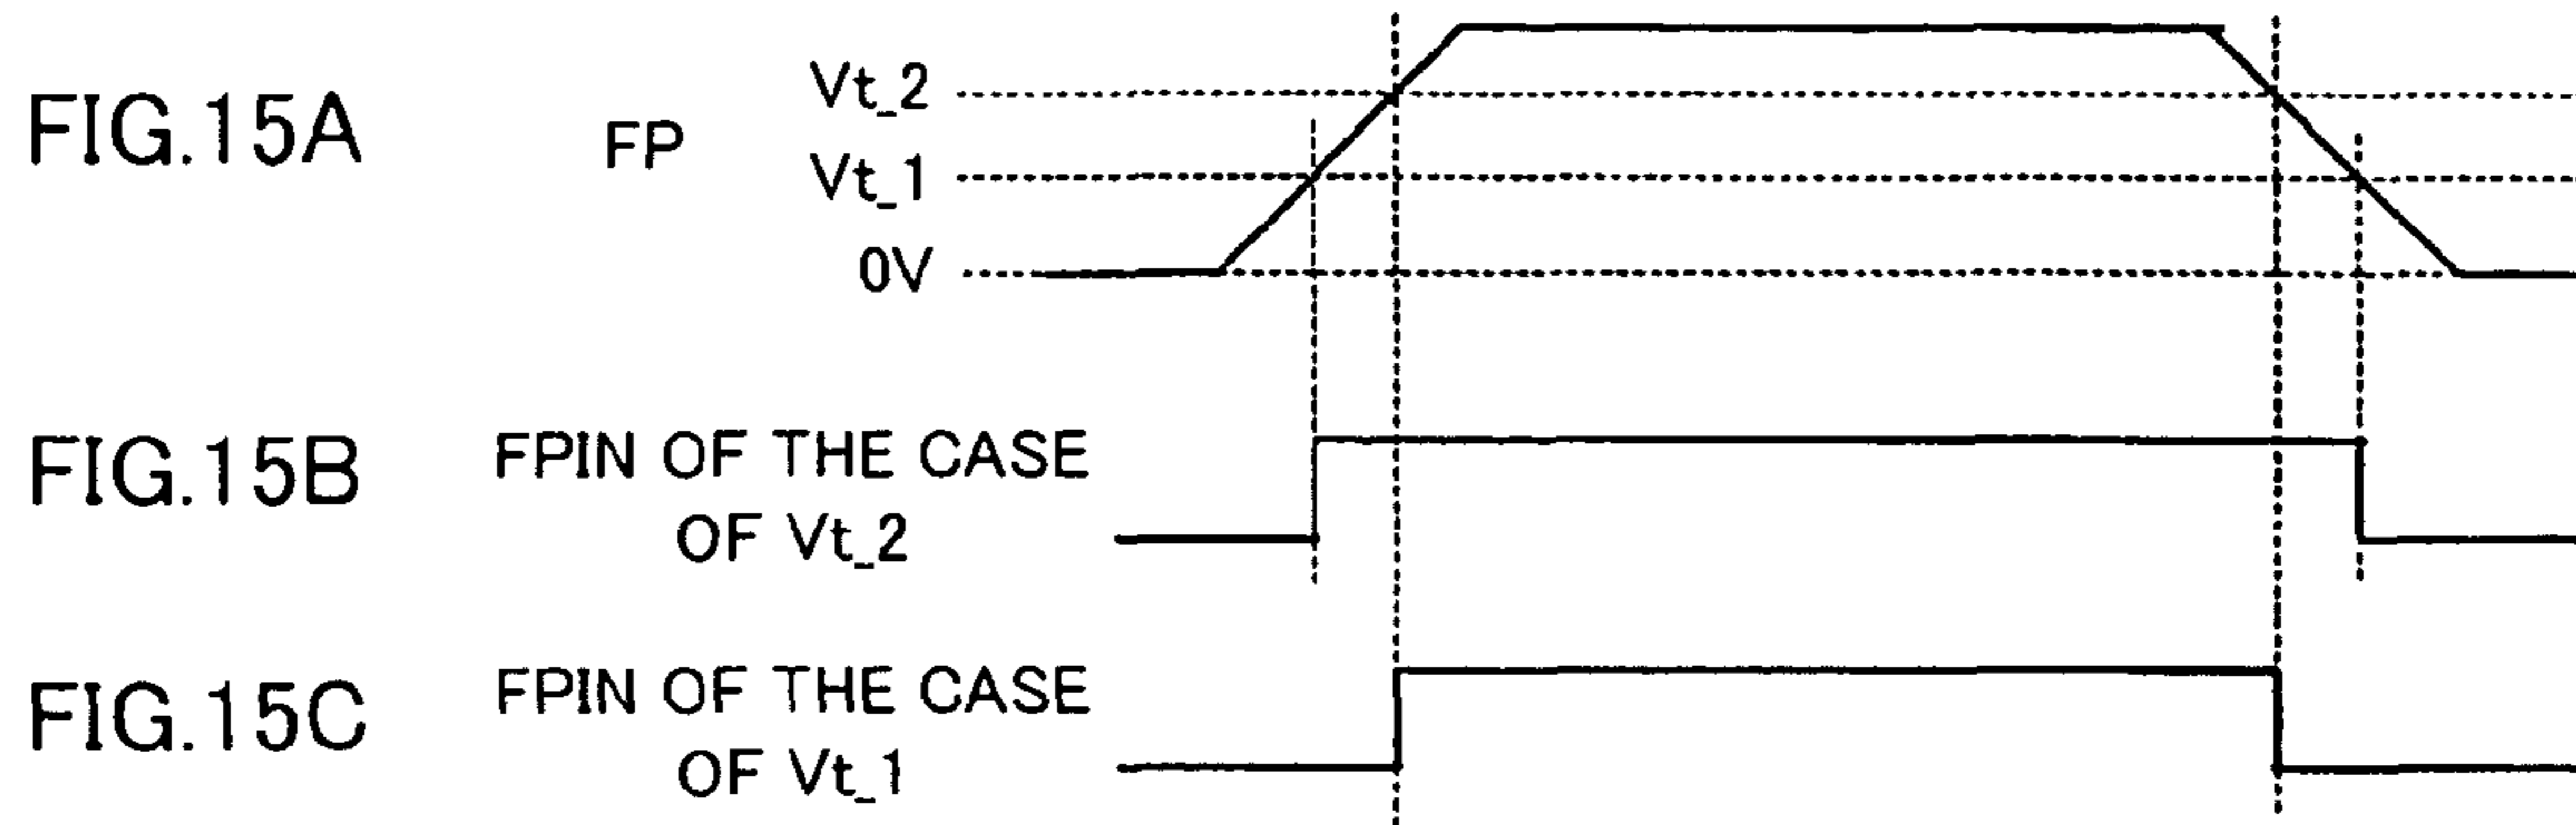 FIG.15A
FP
Vt_2
Vt_1
0V
FIG.15B
FPIN OF THE CASE
OF Vt_2
FIG.15C
FPIN OF THE CASE
OF Vt_1